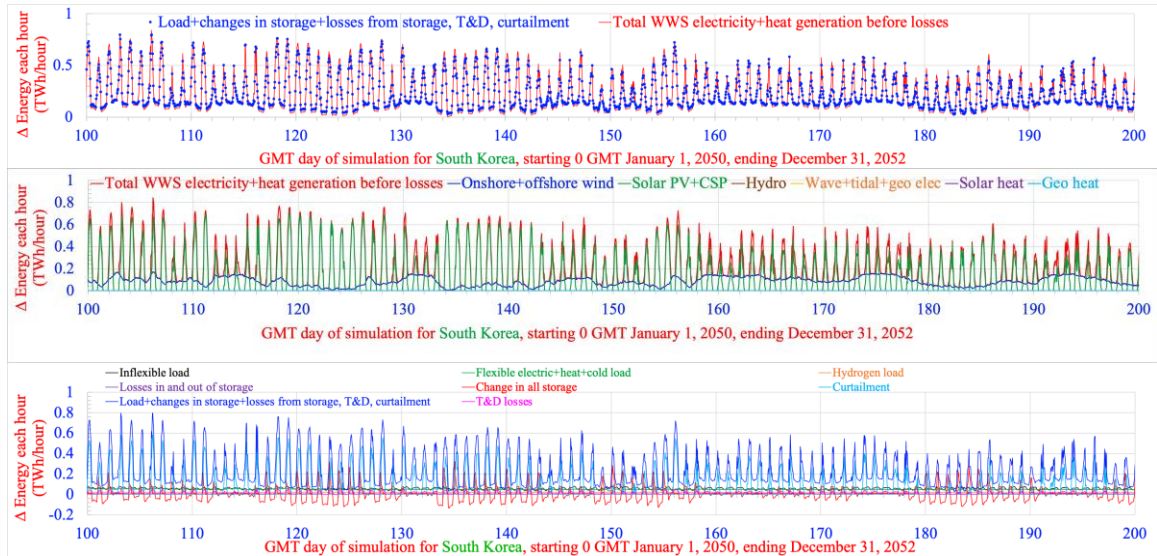 Load+changes in storage+losses from storage, T&D, curtailment Total WWS electricity+heat generation before losses
Δ Energy each hour
(TWh/hour)
1
0.5
0
100 110 120 130 140 150 160 170 180 190 200
GMT day of simulation for South Korea, starting 0 GMT January 1, 2050, ending December 31, 2052
Total WWS electricity+heat generation before losses Onshore+offshore wind Solar PV+CSP Hydro Wave+tidal+geo elec Solar heat Geo heat
Δ Energy each hour
(TWh/hour)
1
0.8
0.6
0.4
0.2
0
100 110 120 130 140 150 160 170 180 190 200
GMT day of simulation for South Korea, starting 0 GMT January 1, 2050, ending December 31, 2052
Inflexible load Flexible electric+heat+cold load Hydrogen load
Losses in and out of storage Change in all storage Curtailment
Load+changes in storage+losses from storage, T&D, curtailment T&D losses
Δ Energy each hour
(TWh/hour)
1
0.8
0.6
0.4
0.2
0
-0.2
100 110 120 130 140 150 160 170 180 190 200
GMT day of simulation for South Korea, starting 0 GMT January 1, 2050, ending December 31, 2052